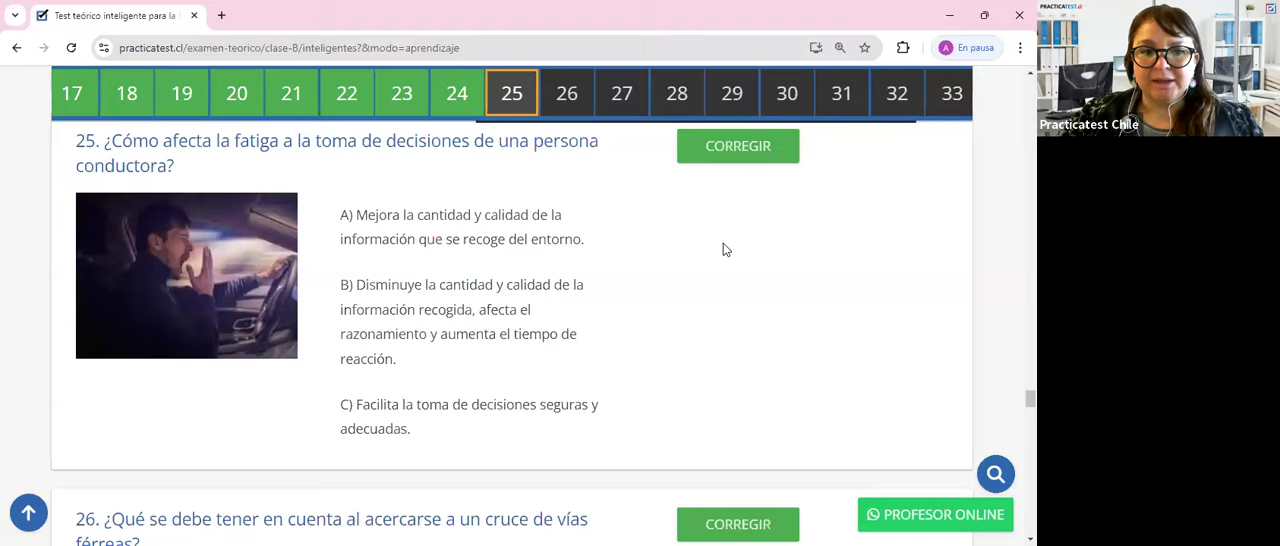 Test teórico inteligente para la
practicatest.cl/examen-teorico/clase-B/inteligentes?&modo=aprendizaje
A En pausa
PRACTICATEST.cl
Practicatest Chile
17 18 19 20 21 22 23 24 25 26 27 28 29 30 31 32 33
25. ¿Cómo afecta la fatiga a la toma de decisiones de una persona
conductora?
CORREGIR
A) Mejora la cantidad y calidad de la
información que se recoge del entorno.
B) Disminuye la cantidad y calidad de la
información recogida, afecta el
razonamiento y aumenta el tiempo de
reacción.
C) Facilita la toma de decisiones seguras y
adecuadas.
26. ¿Qué se debe tener en cuenta al acercarse a un cruce de vías
férreas?
CORREGIR
PROFESOR ONLINE